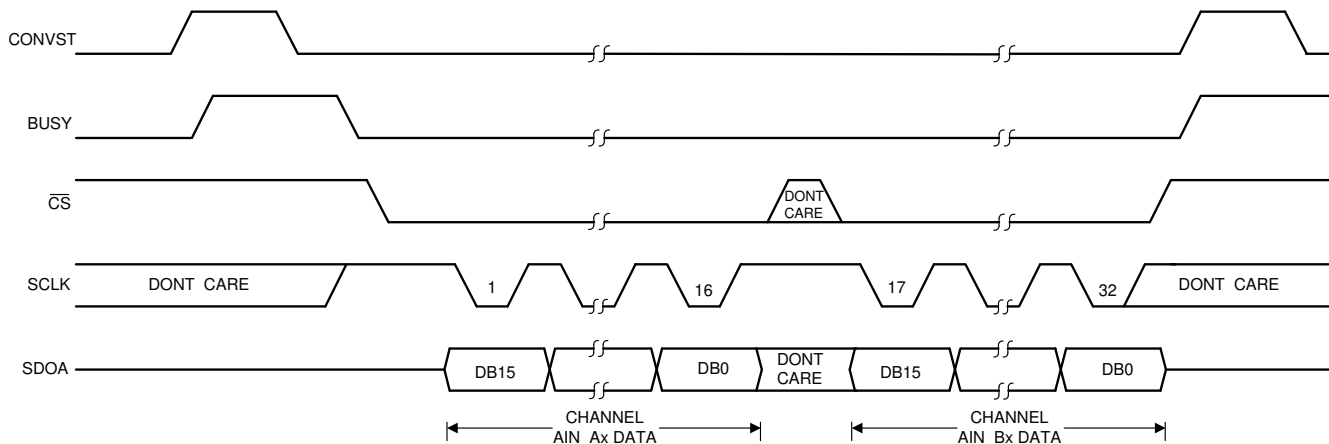 CONVST
BUSY
CS
DONT
CARE
SCLK
DONT CARE
1
16
17
32
DONT CARE
SDOA
DB15
DB0
DONT
CARE
DB15
DB0
CHANNEL
AIN Ax DATA
CHANNEL
AIN Bx DATA